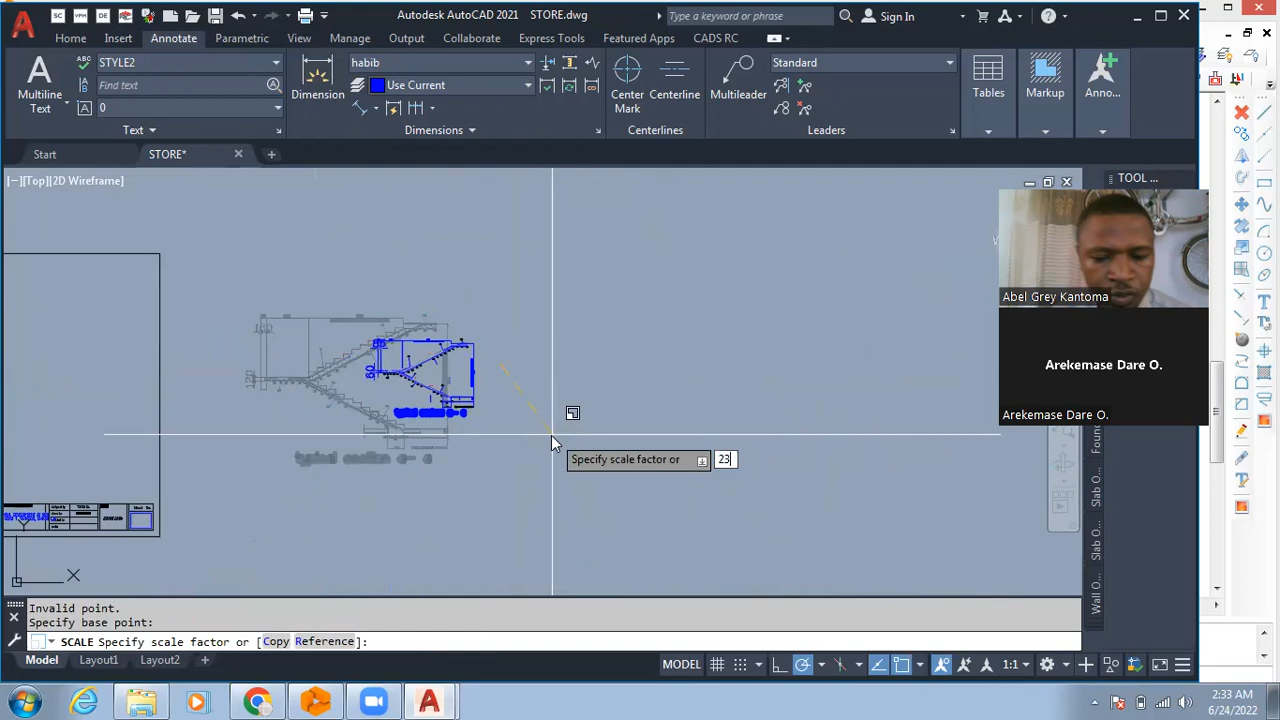 Autodesk AutoCAD 2021 STORE.dwg
Type a keyword or phrase
Sign In
Home Insert Annotate Parametric View Manage Output Collaborate Express Tools Featured Apps CADS RC
STYLE2
habib
Standard
Find text
Use Current
0
Multiline
Text
Dimension
Center
Mark
Centerline
Multileader
Tables
Markup
Anno...
Text
Dimensions
Centerlines
Leaders
Start
STORE*
[−][Top][2D Wireframe]
TOOL ...
Abel Grey Kantoma
Arekemase Dare O.
Arekemase Dare O.
Specify scale factor or 23
Slab O...
Slab O...
Wall O...
X
Invalid point.
Specify base point:
SCALE Specify scale factor or [Copy Reference]:
Model Layout1 Layout2
MODEL
1:1
2:33 AM
6/24/2022